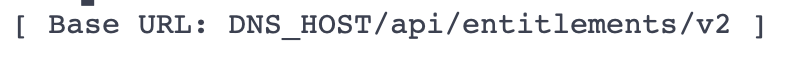 [ Base URL: DNS_HOST/api/entitlements/v2 ]